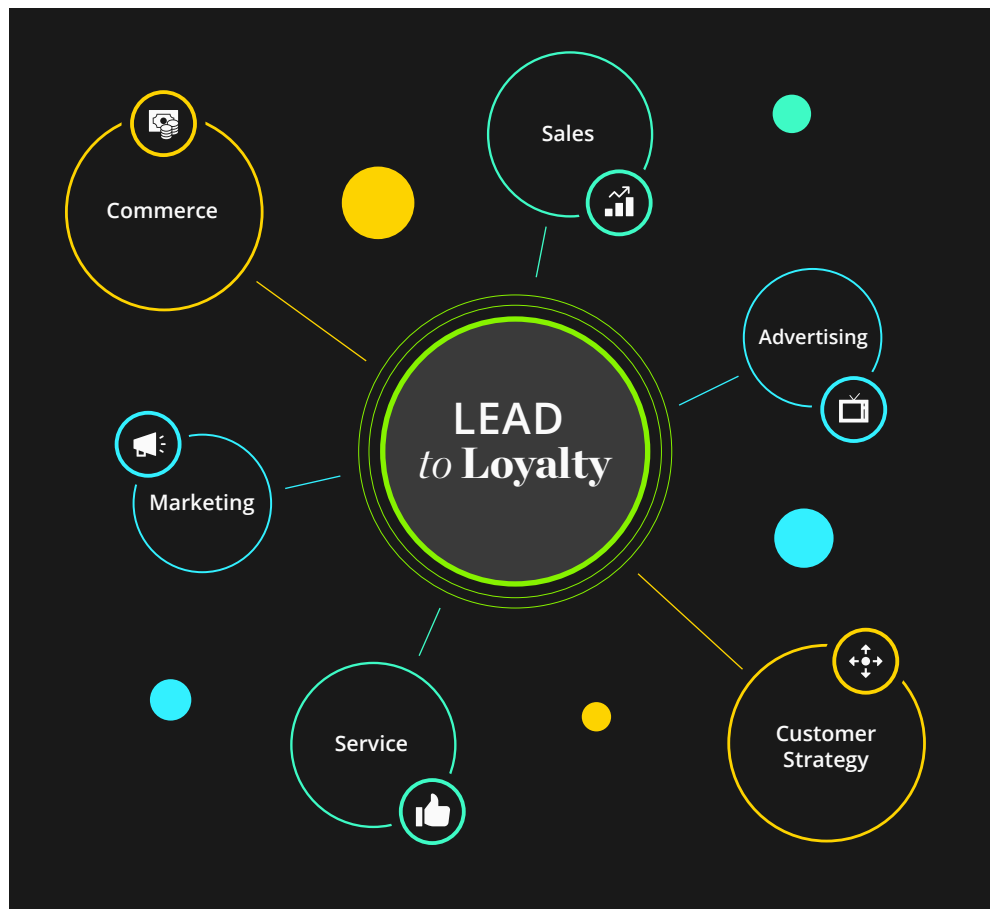 Sales
Commerce
Advertising
LEAD
to Loyalty
Marketing
Customer
Strategy
Service